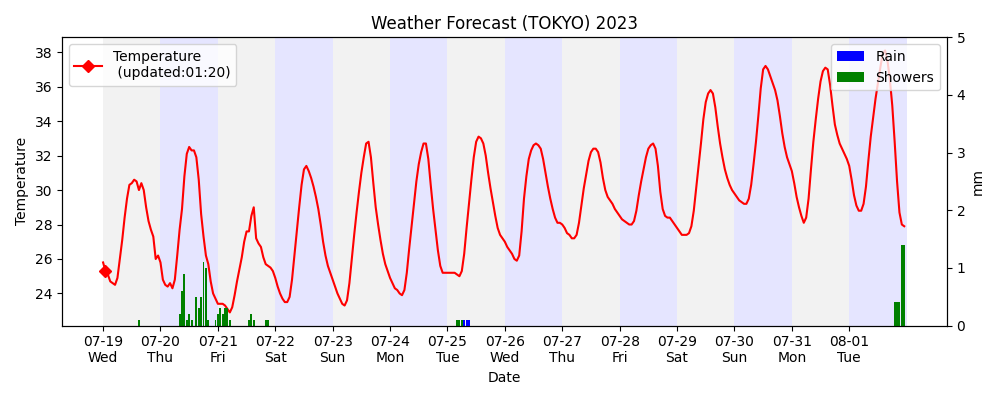 Weather Forecast (TOKYO) 2023
Temperature
(updated:01:20)
Rain
Showers
38
36
34
32
30
28
26
24
Temperature
5
4
3
2
1
0
mm
07-19 07-20 07-21 07-22 07-23 07-24 07-25 07-26 07-27 07-28 07-29 07-30 07-31 08-01
Wed Thu Fri Sat Sun Mon Tue Wed Thu Fri Sat Sun Mon Tue
Date